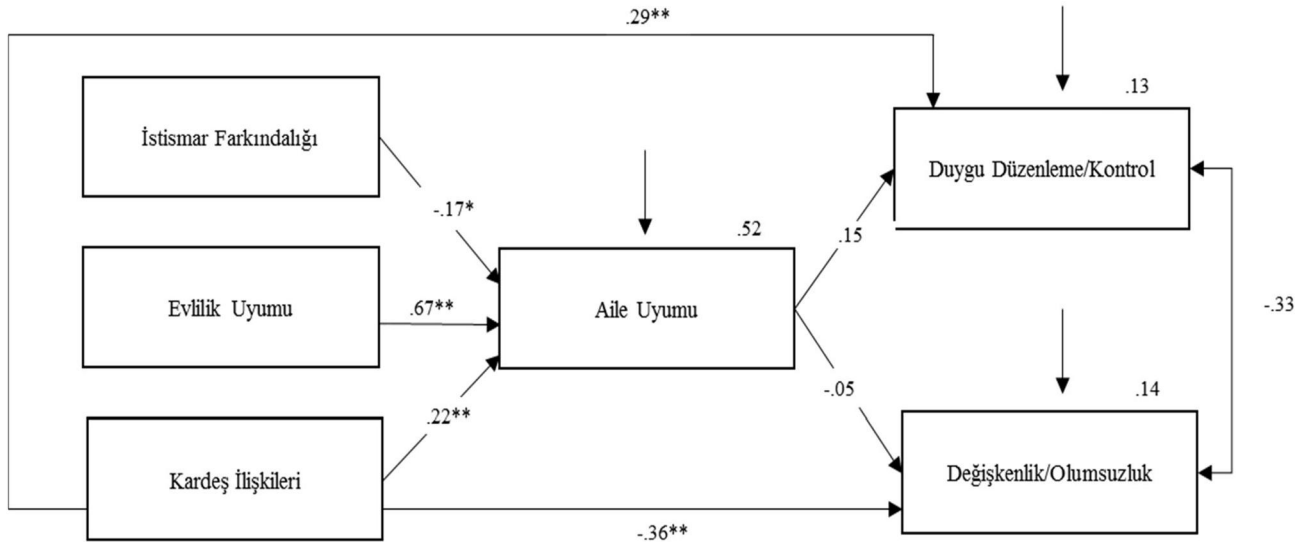 .29**
.13
İstismar Farkındalığı
Duygu Düzenleme/Kontrol
-.17*
.52
.15
Evlilik Uyumu
.67**
Aile Uyumu
-.33
-.05
.14
.22**
Kardeş İlişkileri
Değişkenlik/Olumsuzluk
-.36**